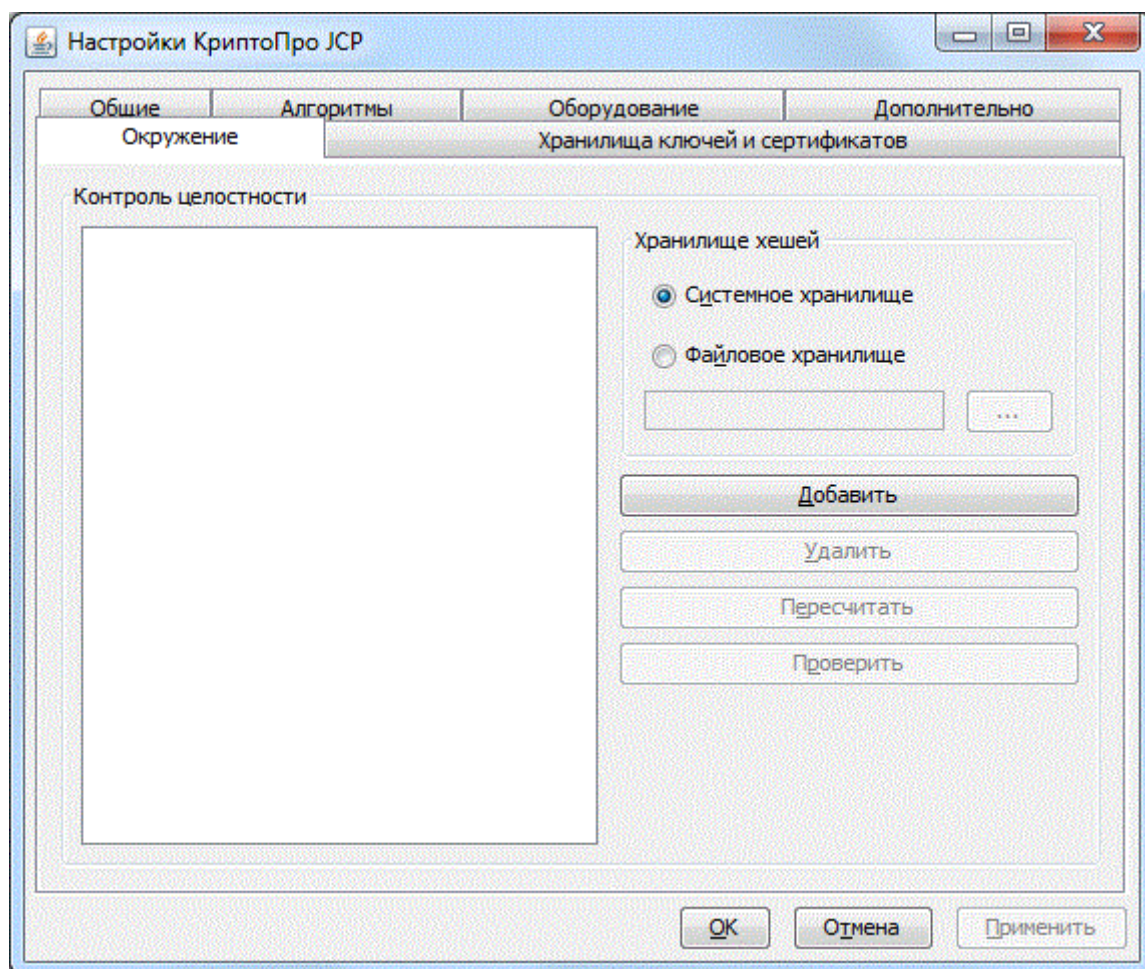 Настройки КриптоПро JCP
Общие Алгоритмы Оборудование Дополнительно
Окружение Хранилища ключей и сертификатов
Контроль целостности
Хранилище хешей
Системное хранилище
Файловое хранилище
...
Добавить
Удалить
Пересчитать
Проверить
OK Отмена Применить